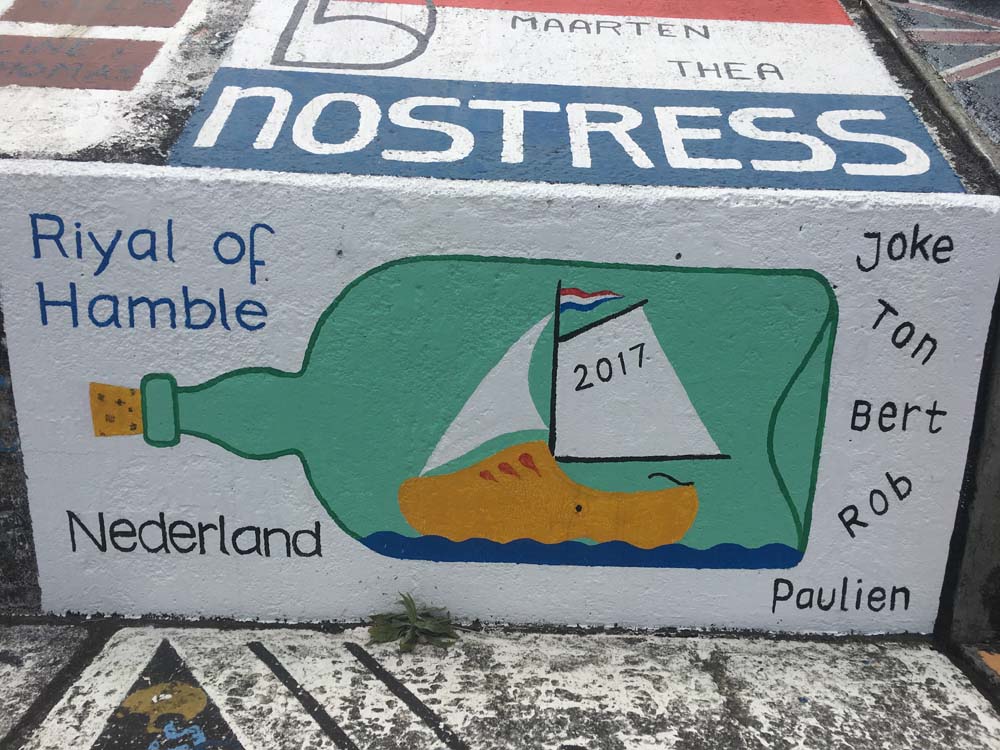 MAARTEN
THEA
NOSTRESS
Riyal of
Hamble
2017
Nederland
Joke
Ton
Bert
Rob
Paulien